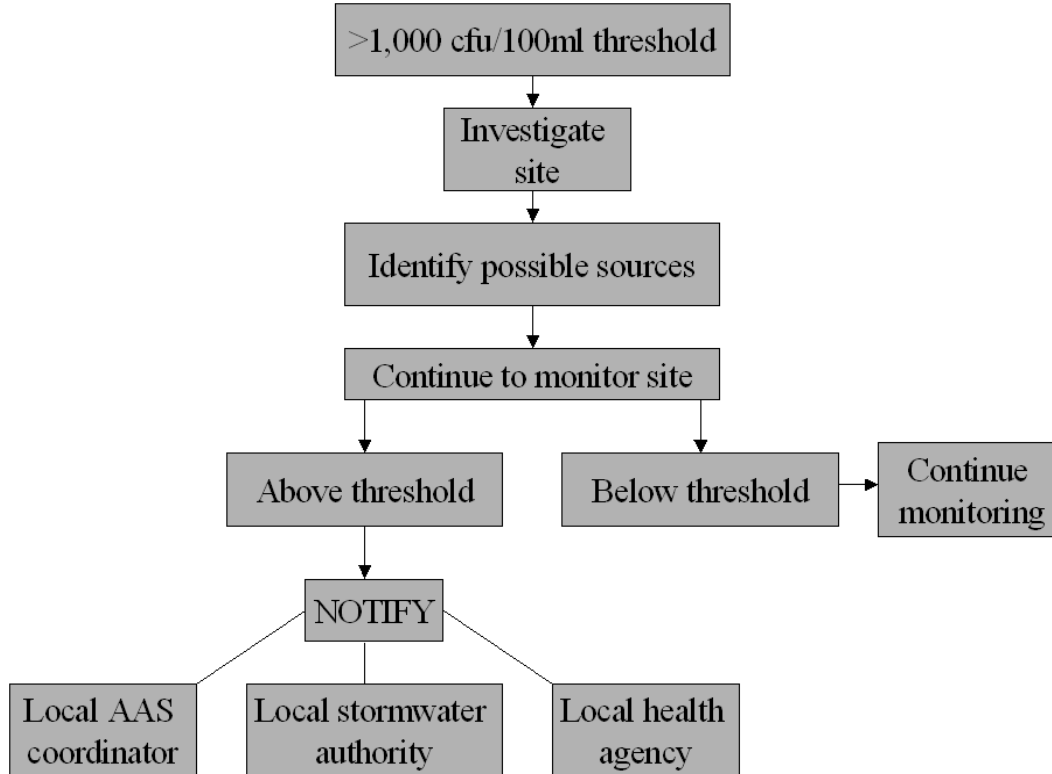 >1,000 cfu/100ml threshold
Investigate
site
Identify possible sources
Continue to monitor site
Above threshold
Below threshold
Continue
monitoring
NOTIFY
Local AAS
coordinator
Local stormwater
authority
Local health
agency